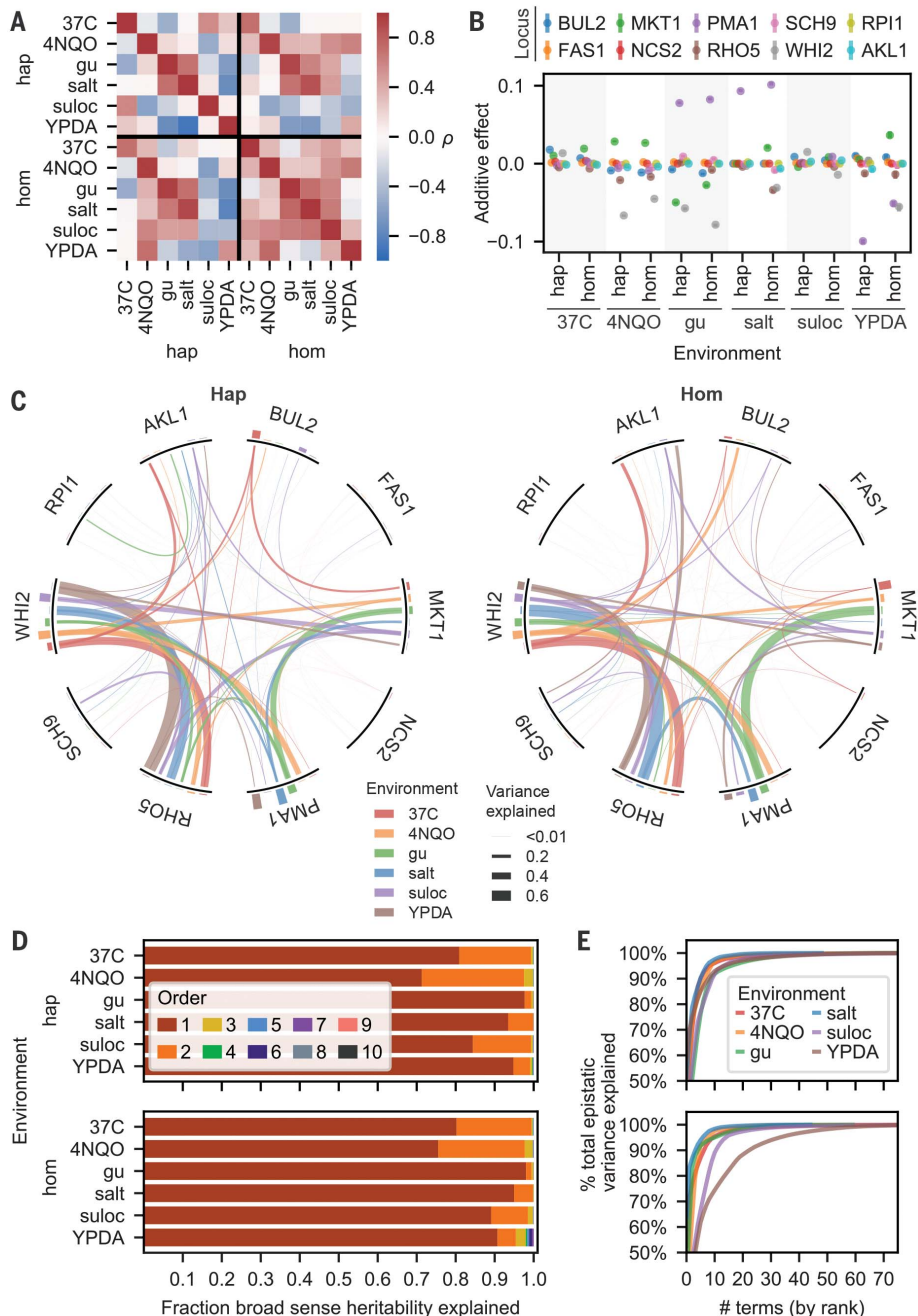 A
37C
4NQO
gu
salt
suloc
YPDA
hap
37C
4NQO
gu
salt
suloc
YPDA
hom
37C 4NQO gu salt suloc YPDA 37C 4NQO gu salt suloc YPDA
hap hom
0.8
0.4
0.0 ρ
−0.4
−0.8
B
Locus
BUL2 MKT1 PMA1 SCH9 RPI1
FAS1 NCS2 RHO5 WHI2 AKL1
Additive effect
0.1
0.0
−0.1
hap hom hap hom hap hom hap hom hap hom hap hom
37C 4NQO gu salt suloc YPDA
Environment
C
Hap
AKL1 BUL2
RPI1 FAS1
WHI2 MKT1
SCH9 NCS2
RHO5 PMA1
Hom
AKL1 BUL2
RPI1 FAS1
WHI2 MKT1
SCH9 NCS2
RHO5 PMA1
Environment
37C
4NQO
gu
salt
suloc
YPDA
Variance
explained
<0.01
0.2
0.4
0.6
D
Environment
hap
37C
4NQO
gu
salt
suloc
YPDA
Order
1 3 5 7 9
2 4 6 8 10
hom
37C
4NQO
gu
salt
suloc
YPDA
0.1 0.2 0.3 0.4 0.5 0.6 0.7 0.8 0.9 1.0
Fraction broad sense heritability explained
E
% total epistatic
variance explained
100%
90%
80%
70%
60%
50%
Environment
37C salt
4NQO suloc
gu YPDA
100%
90%
80%
70%
60%
50%
0 10 20 30 40 50 60 70
# terms (by rank)